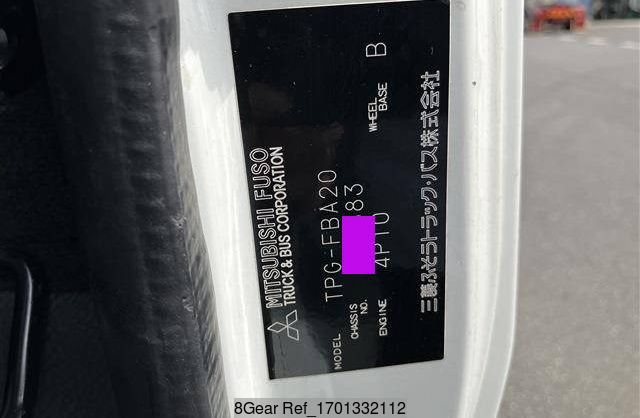 MITSUBISHI FUSO
TRUCK & BUS CORPORATION
MODEL TPG-FBA20
CHASSIS NO. 83
ENGINE 4P10 WHEEL BASE B
三菱ふそうトラック・バス株式会社
8Gear Ref_1701332112